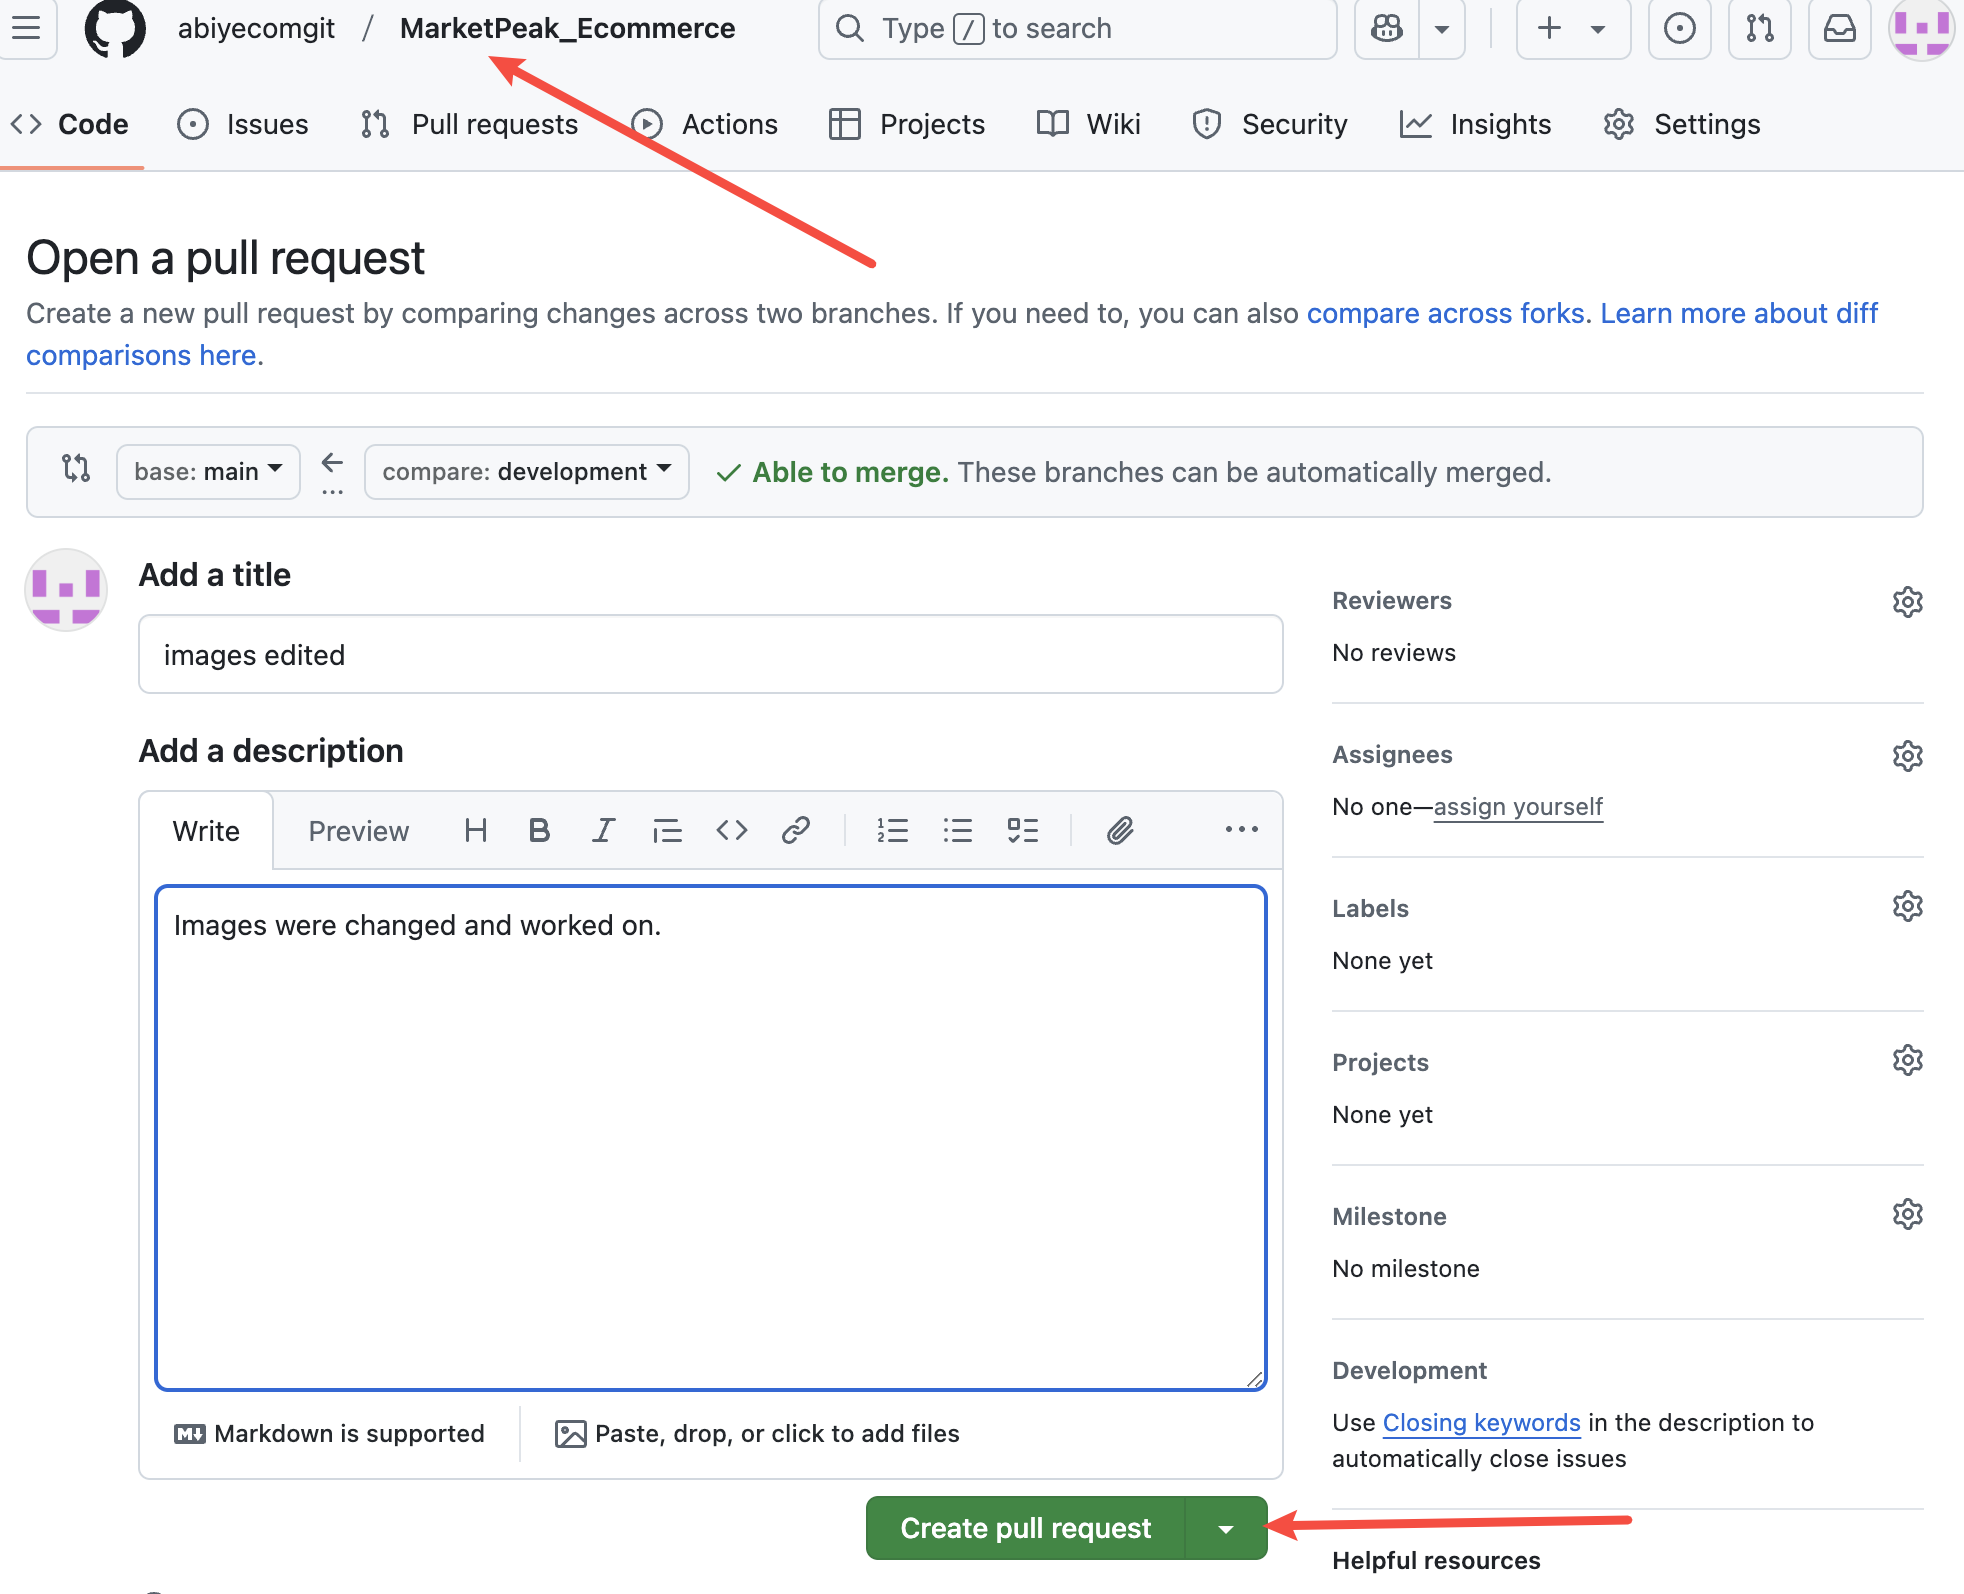 abiyecomgit / MarketPeak_Ecommerce Type / to search
Code Issues Pull requests Actions Projects Wiki Security Insights Settings
Open a pull request
Create a new pull request by comparing changes across two branches. If you need to, you can also compare across forks. Learn more about diff
comparisons here.
base: main ← compare: development Able to merge. These branches can be automatically merged.
...
Add a title
images edited
Add a description
Write Preview H B I
Images were changed and worked on.
Markdown is supported Paste, drop, or click to add files
Create pull request
Reviewers
No reviews
Assignees
No one—assign yourself
Labels
None yet
Projects
None yet
Milestone
No milestone
Development
Use Closing keywords in the description to
automatically close issues
Helpful resources